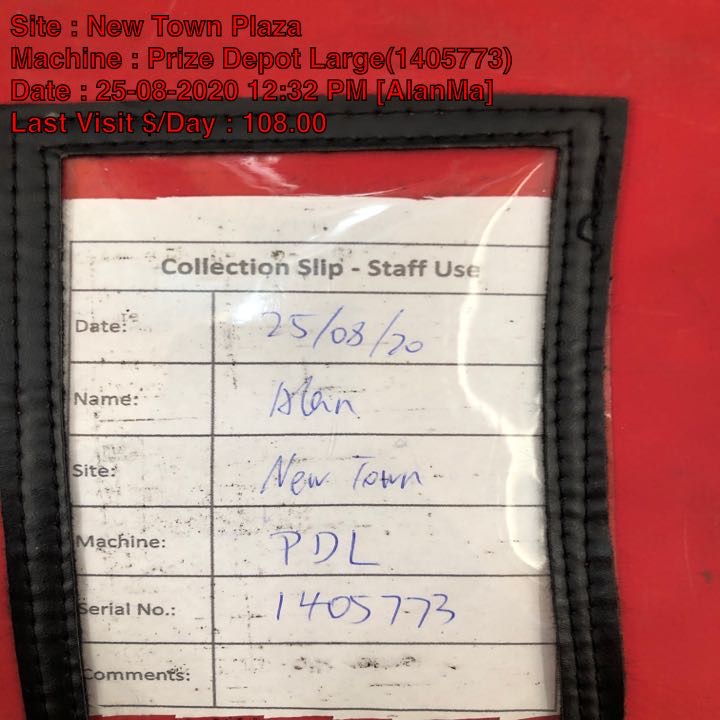 Site : New Town Plaza
Machine : Prize Depot Large(1405773)
Date : 25-08-2020 12:32 PM [AlanMa]
Last Visit $/Day : 108.00
Collection Slip - Staff Use
Date: 25/08/20
Name: Alan
Site: New Town
Machine: PDL
Serial No.: 1405773
Comments: